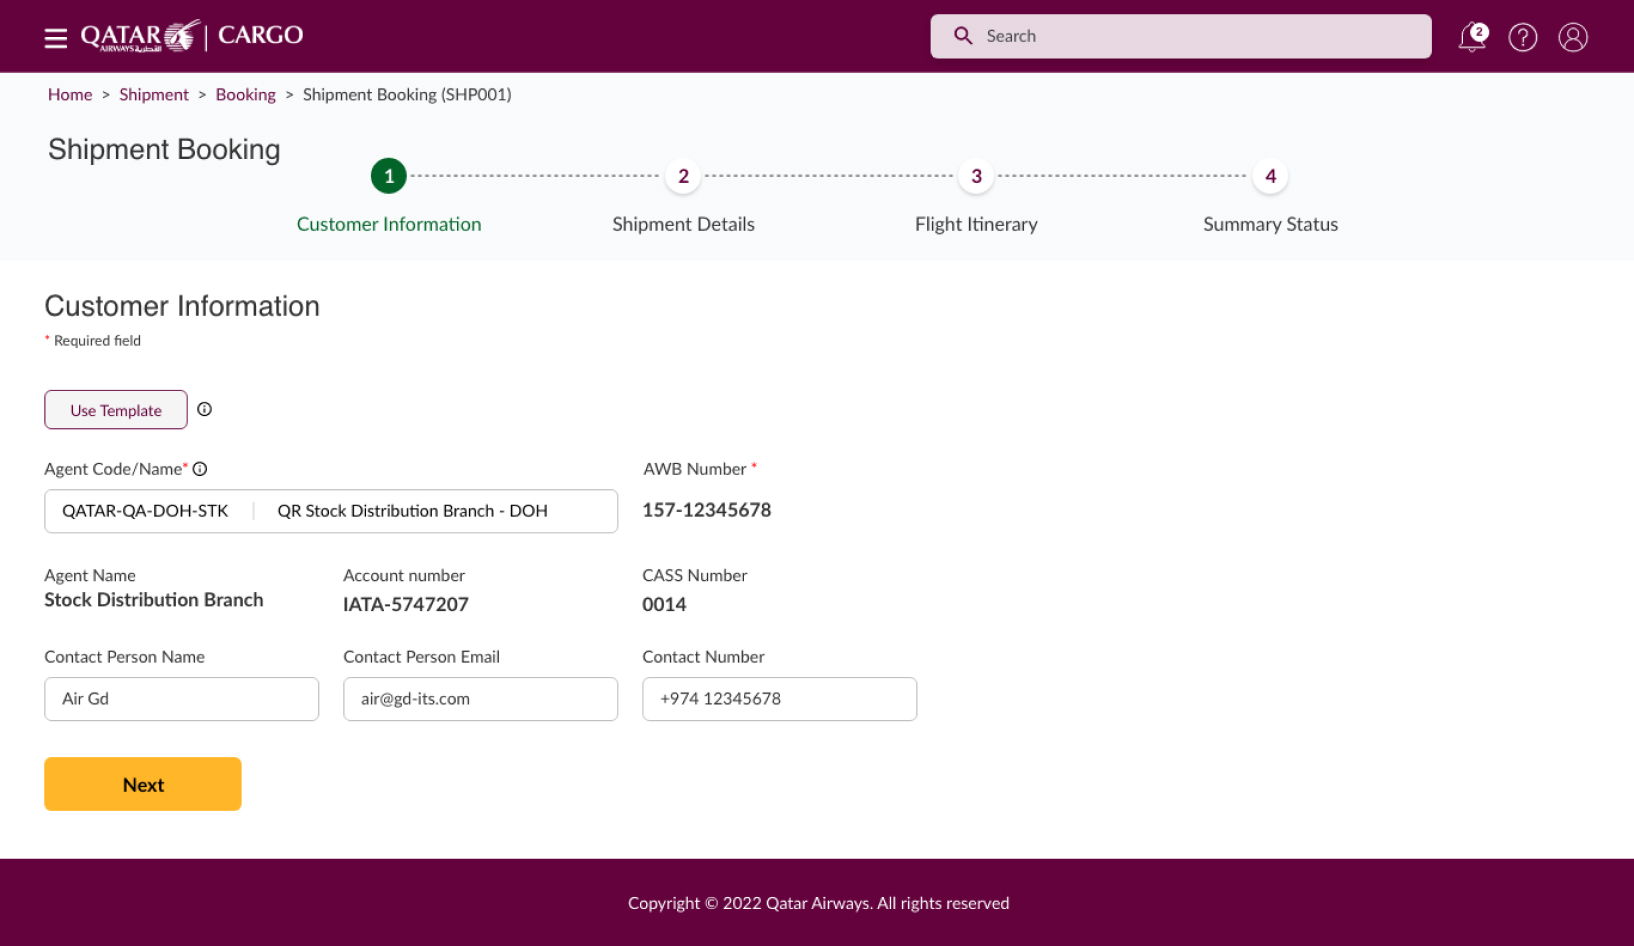 QATAR
AIRWAYS القطرية
CARGO
Search
2
?
Home > Shipment > Booking > Shipment Booking (SHP001)
Shipment Booking
1
2
3
4
Customer Information
Shipment Details
Flight Itinerary
Summary Status
Customer Information
* Required field
Use Template
Agent Code/Name*
AWB Number *
QATAR-QA-DOH-STK
QR Stock Distribution Branch - DOH
157-12345678
Agent Name
Account number
CASS Number
Stock Distribution Branch
IATA-5747207
0014
Contact Person Name
Contact Person Email
Contact Number
Air Gd
air@gd-its.com
+974 12345678
Next
Copyright © 2022 Qatar Airways. All rights reserved